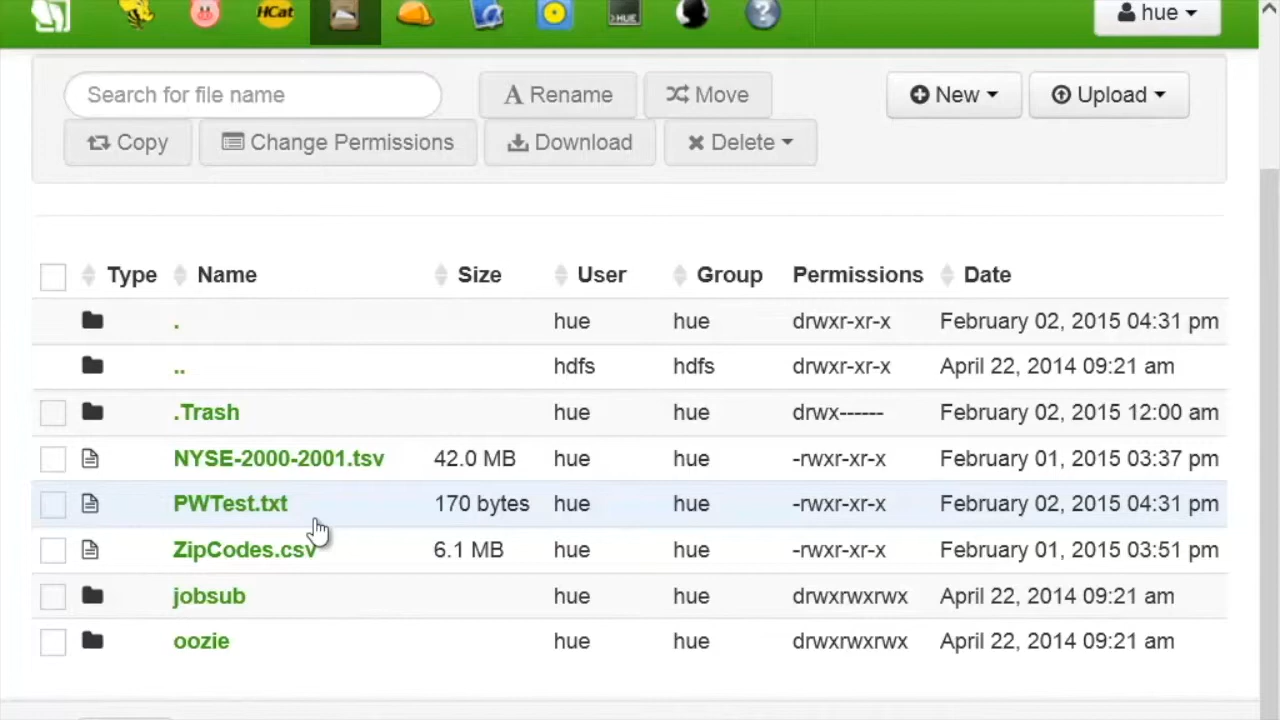 HCat >HUE ? hue
Search for file name A Rename Move New Upload
Copy Change Permissions Download Delete
Type Name Size User Group Permissions Date
. hue hue drwxr-xr-x February 02, 2015 04:31 pm
.. hdfs hdfs drwxr-xr-x April 22, 2014 09:21 am
.Trash hue hue drwx------ February 02, 2015 12:00 am
NYSE-2000-2001.tsv 42.0 MB hue hue -rwxr-xr-x February 01, 2015 03:37 pm
PWTest.txt 170 bytes hue hue -rwxr-xr-x February 02, 2015 04:31 pm
ZipCodes.csv 6.1 MB hue hue -rwxr-xr-x February 01, 2015 03:51 pm
jobsub hue hue drwxrwxrwx April 22, 2014 09:21 am
oozie hue hue drwxrwxrwx April 22, 2014 09:21 am